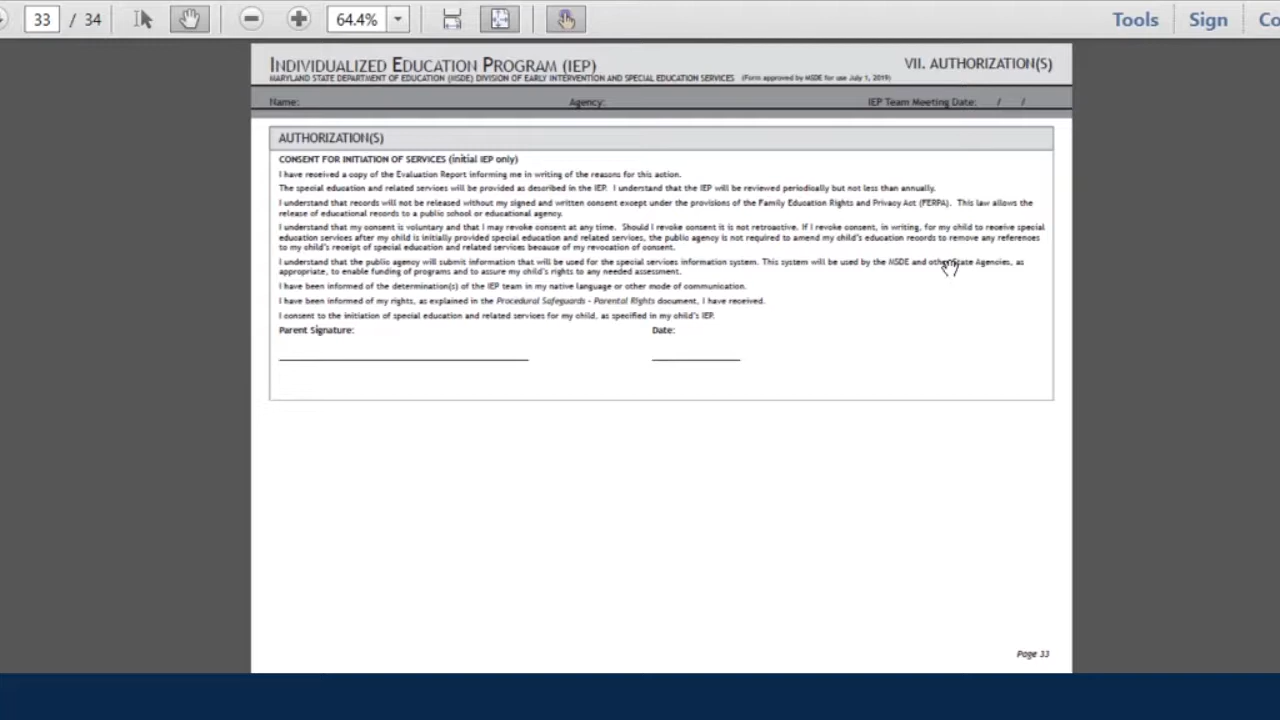 33 / 34 64.4% Tools Sign Co
INDIVIDUALIZED EDUCATION PROGRAM (IEP) VII. AUTHORIZATION(S)
MARYLAND STATE DEPARTMENT OF EDUCATION (MSDE) DIVISION OF EARLY INTERVENTION AND SPECIAL EDUCATION SERVICES (Form approved by MSDE for use July 1, 2019)
Name: Agency: IEP Team Meeting Date: / /
AUTHORIZATION(S)
CONSENT FOR INITIATION OF SERVICES (initial IEP only)
I have received a copy of the Evaluation Report informing me in writing of the reasons for this action.
The special education and related services will be provided as described in the IEP. I understand that the IEP will be reviewed periodically but not less than annually.
I understand that records will not be released without my signed and written consent except under the provisions of the Family Education Rights and Privacy Act (FERPA). This law allows the
release of educational records to a public school or educational agency.
I understand that my consent is voluntary and that I may revoke consent at any time. Should I revoke consent it is not retroactive. If I revoke consent, in writing, for my child to receive special
education services after my child is initially provided special education and related services, the public agency is not required to amend my child's education records to remove any references
to my child's receipt of special education and related services because of my revocation of consent.
I understand that the public agency will submit information that will be used for the special services information system. This system will be used by the MSDE and other State Agencies, as
appropriate, to enable funding of programs and to assure my child's rights to any needed assessment.
I have been informed of the determination(s) of the IEP team in my native language or other mode of communication.
I have been informed of my rights, as explained in the Procedural Safeguards - Parental Rights document, I have received.
I consent to the initiation of special education and related services for my child, as specified in my child's IEP.
Parent Signature: Date:
Page 33